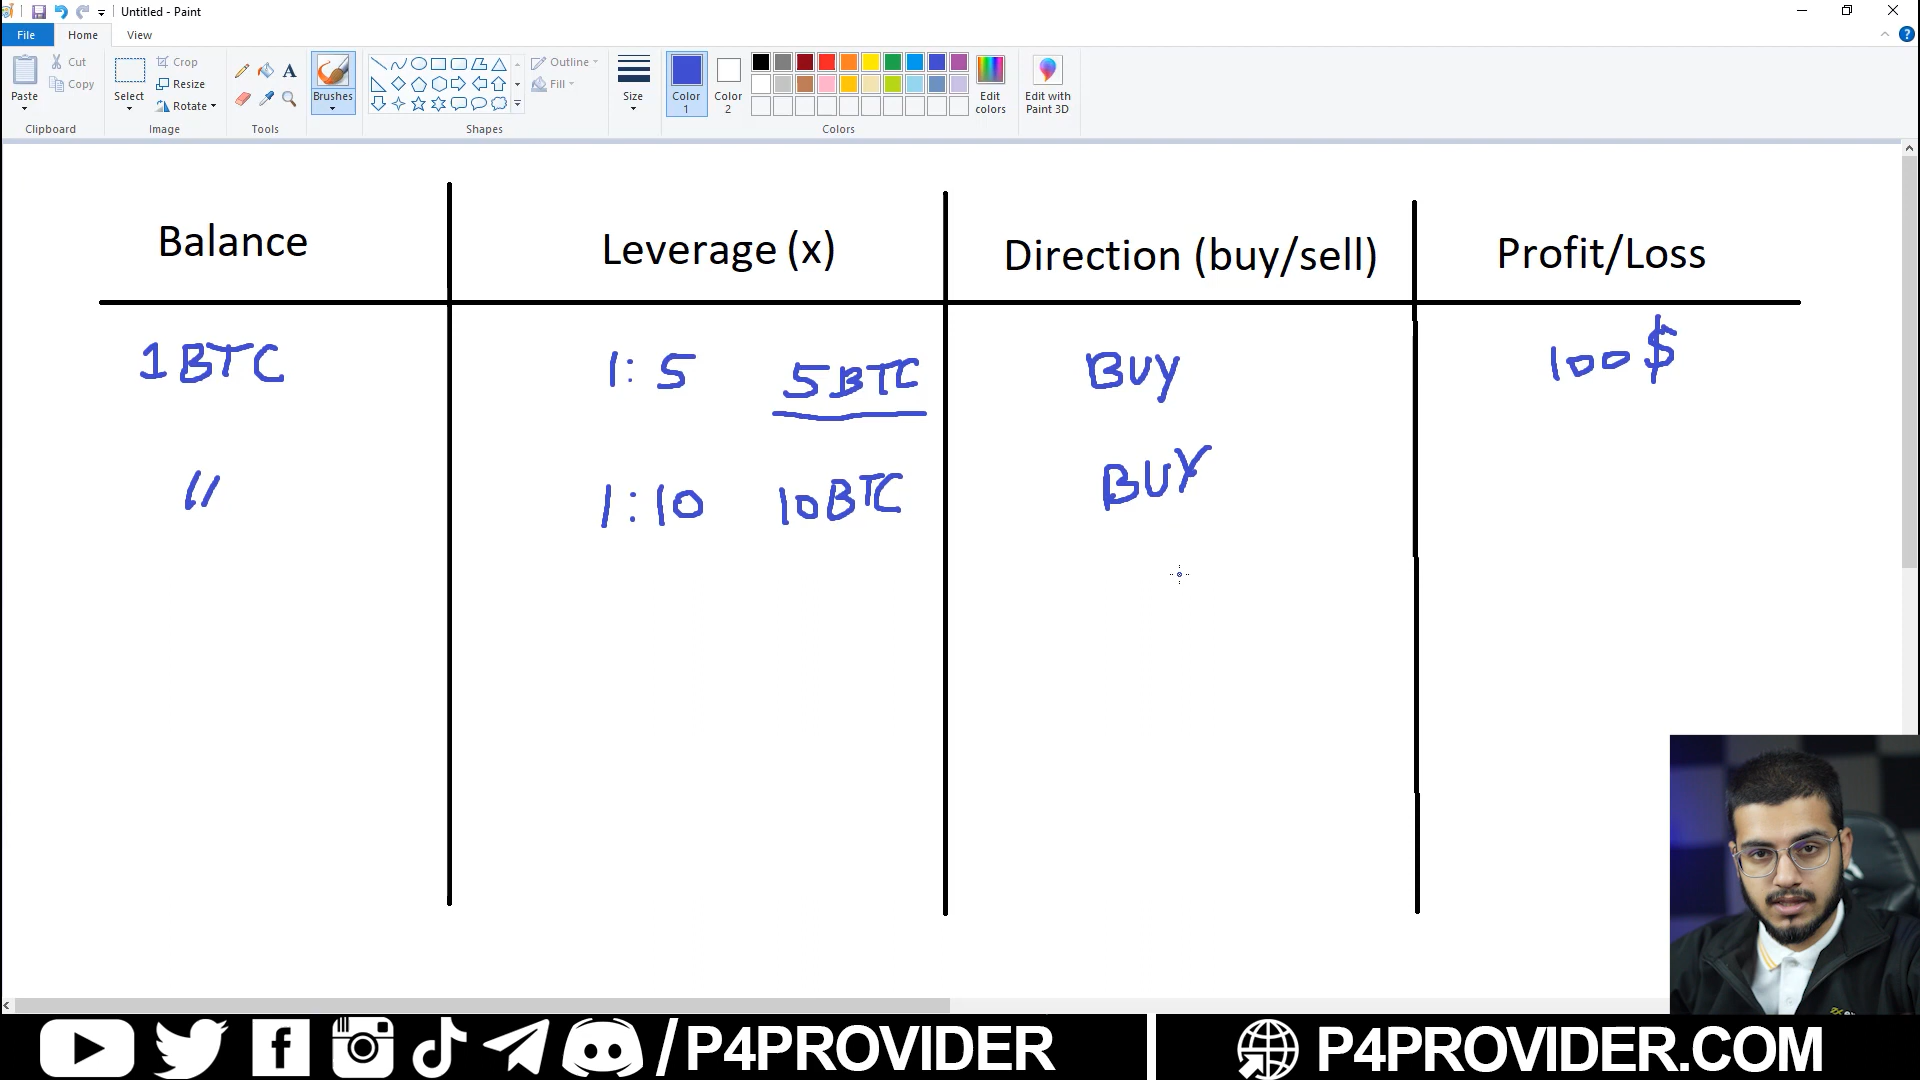 Untitled - Paint
File Home View
Paste Cut Copy Clipboard
Select Crop Resize Rotate Image
Tools
Brushes
Outline Fill Shapes
Size
Color 1 Color 2 Edit colors Colors
Edit with Paint 3D
Balance Leverage (x) Direction (buy/sell) Profit/Loss
1 BTC 1:5 5 BTC BUY 100 $
" 1:10 10 BTC BUY
/P4PROVIDER P4PROVIDER.COM